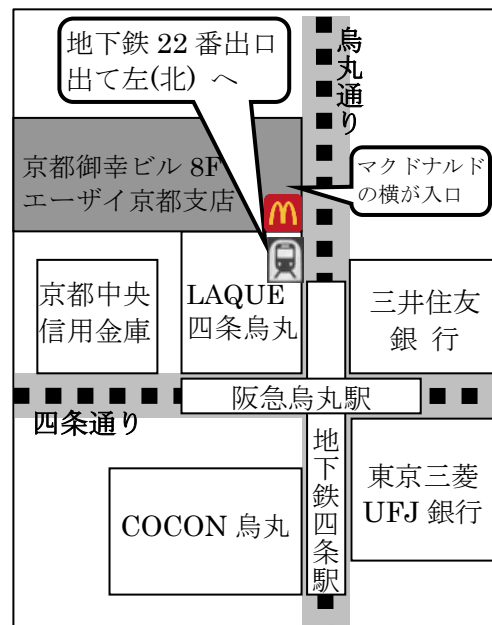 地下鉄 22 番出口
出て左(北) へ
烏丸通り
京都御幸ビル 8F
エーザイ京都支店
マクドナルド
の横が入口
京都中央
信用金庫
LAQUE
四条烏丸
三井住友
銀 行
阪急烏丸駅
四条通り
地下鉄四条駅
COCON 烏丸
東京三菱
UFJ 銀行